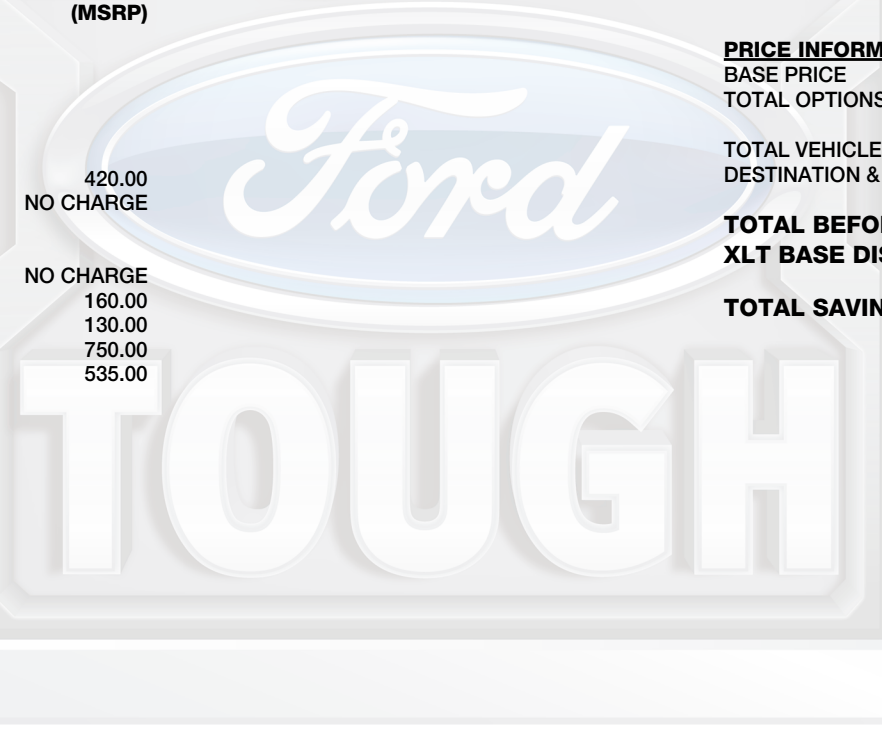 (MSRP)
420.00
NO CHARGE
NO CHARGE
160.00
130.00
750.00
535.00
PRICE INFORM
BASE PRICE
TOTAL OPTIONS
TOTAL VEHICLE
DESTINATION &
TOTAL BEFO
XLT BASE DIS
TOTAL SAVIN
Ford
TOUGH